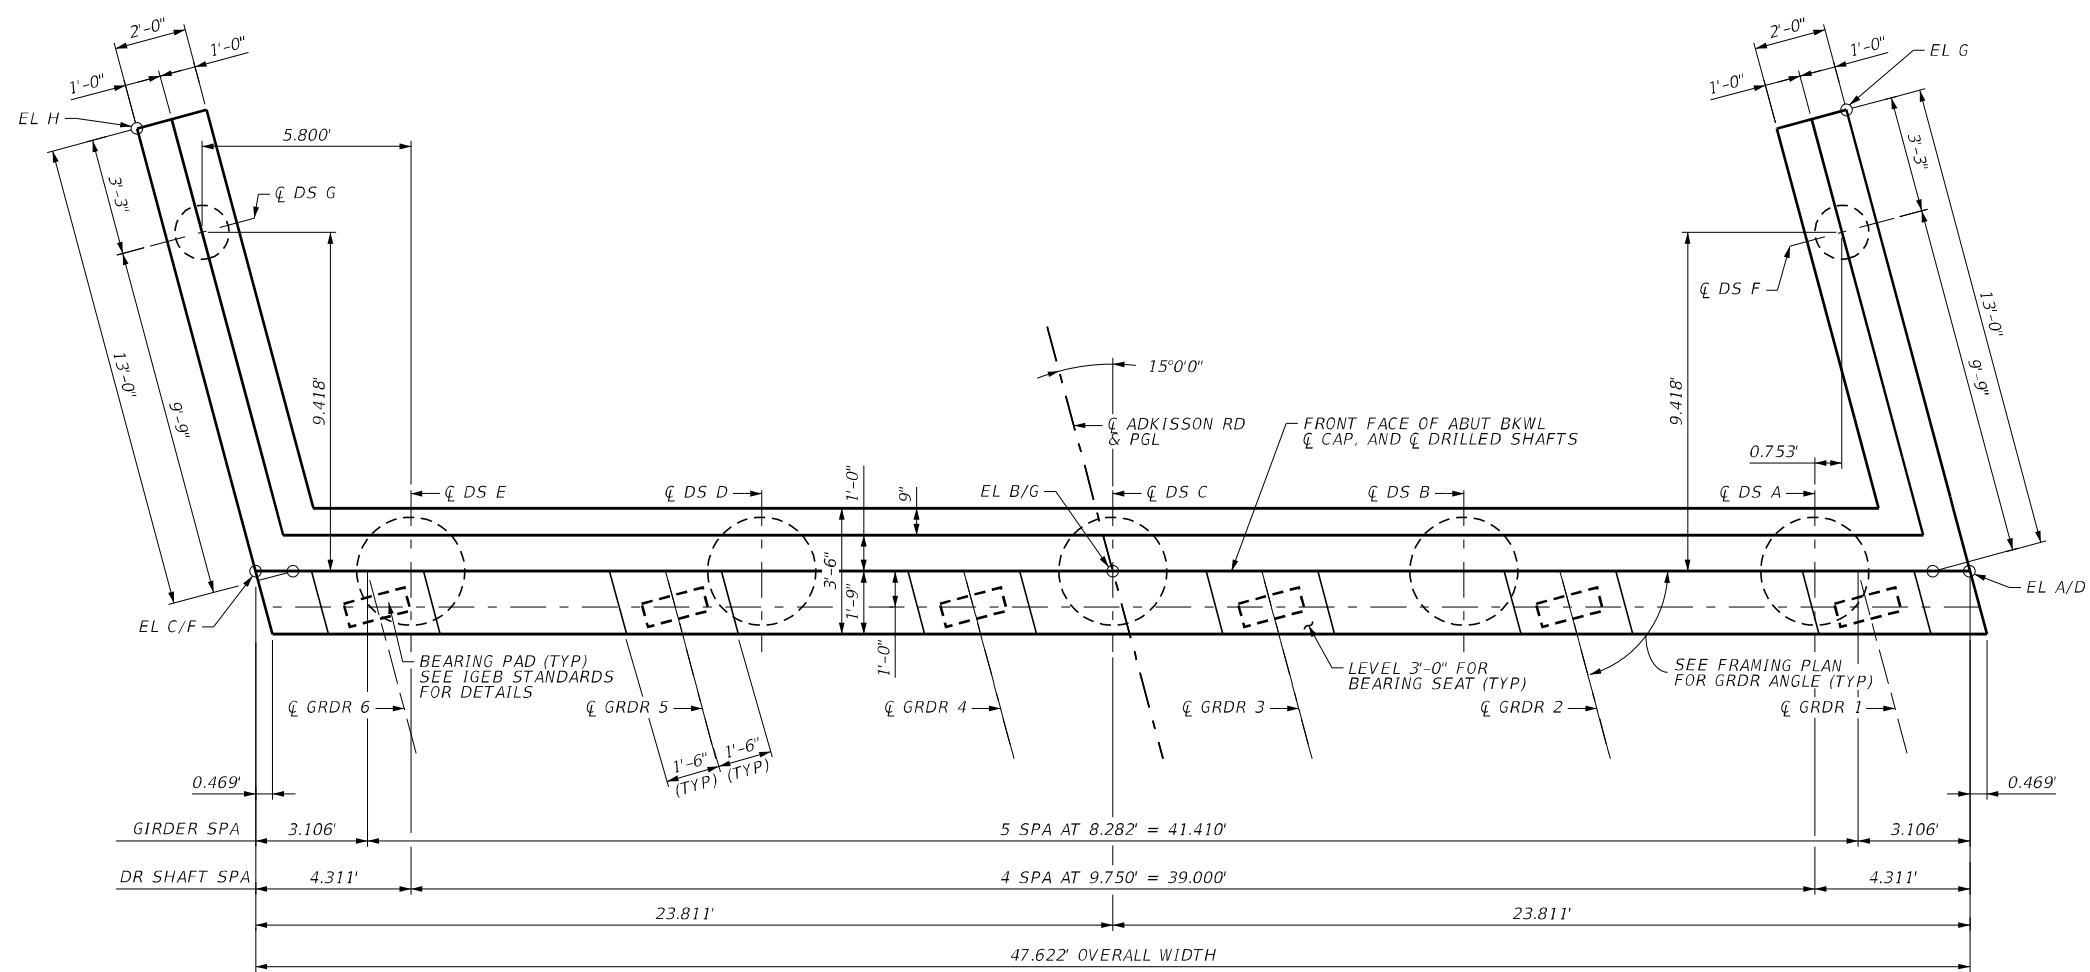 2'-0"
1'-0"
1'-0"
EL H
5.800'
℄ DS G
3'-3"
13'-0"
9'-9"
9.418'
2'-0"
1'-0"
1'-0"
EL G
3'-3"
℄ DS F
13'-0"
9'-9"
9.418'
0.753'
15°0'0"
℄ ADKISSON RD
& PGL
FRONT FACE OF ABUT BKWL
℄ CAP, AND ℄ DRILLED SHAFTS
℄ DS E
℄ DS D
1'-0"
9"
EL B/G
℄ DS C
℄ DS B
℄ DS A
3'-6"
1'-9"
1'-0"
EL C/F
EL A/D
BEARING PAD (TYP)
SEE IGEB STANDARDS
FOR DETAILS
LEVEL 3'-0" FOR
BEARING SEAT (TYP)
SEE FRAMING PLAN
FOR GRDR ANGLE (TYP)
℄ GRDR 6
℄ GRDR 5
℄ GRDR 4
℄ GRDR 3
℄ GRDR 2
℄ GRDR 1
1'-6"
(TYP)
1'-6"
(TYP)
0.469'
0.469'
GIRDER SPA
3.106'
5 SPA AT 8.282' = 41.410'
3.106'
DR SHAFT SPA
4.311'
4 SPA AT 9.750' = 39.000'
4.311'
23.811'
23.811'
47.622' OVERALL WIDTH